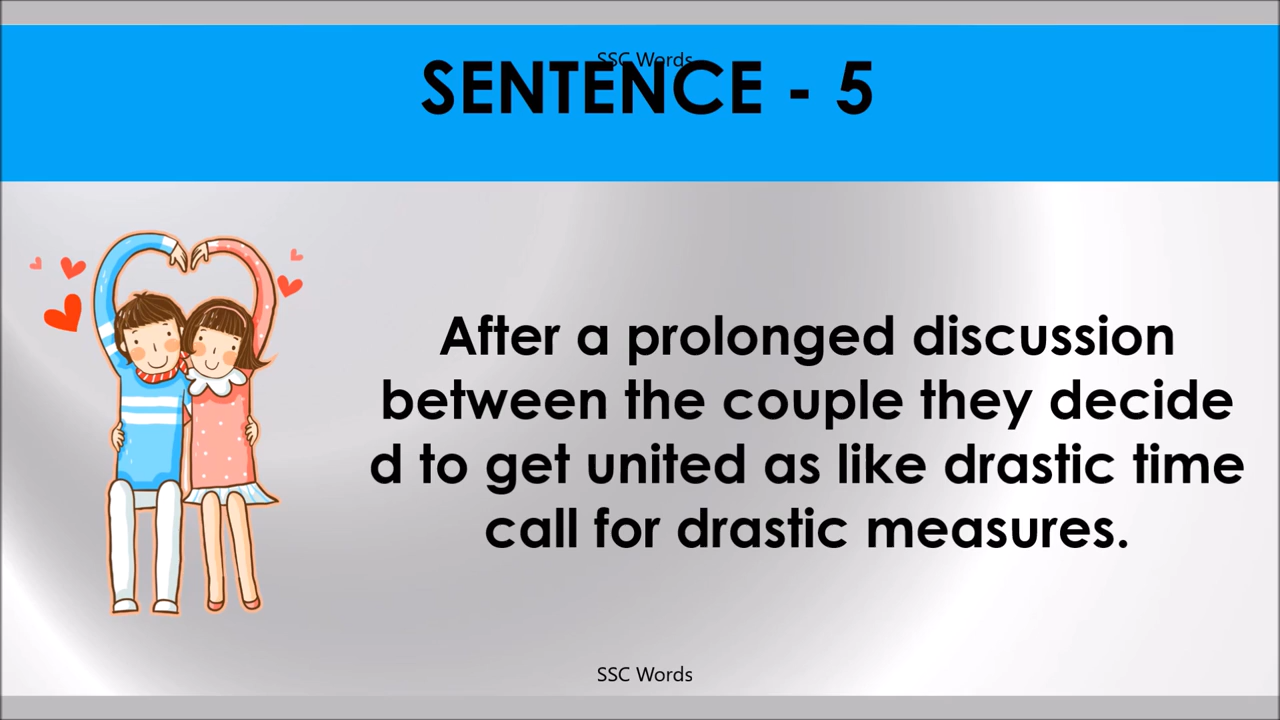 SSC Words
SENTENCE - 5
After a prolonged discussion
between the couple they decide
d to get united as like drastic time
call for drastic measures.
SSC Words